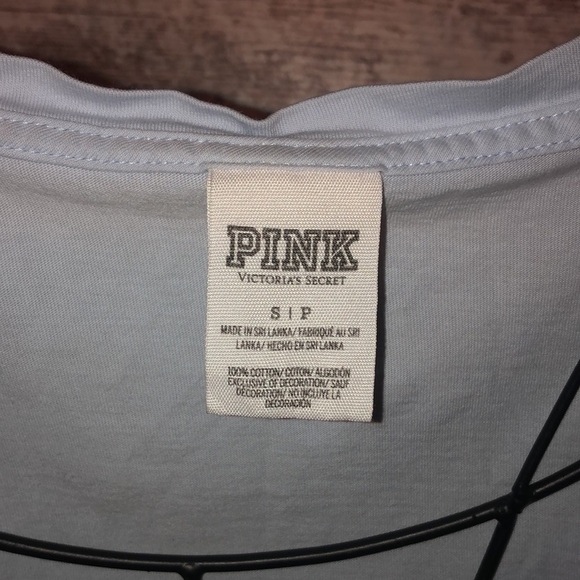 PINK
VICTORIA'S SECRET
S | P
MADE IN SRI LANKA/ FABRIQUÉ AU SRI
LANKA/ HECHO EN SRI LANKA
100% COTTON/ COTON/ ALGODÓN
EXCLUSIVE OF DECORATION/ SAUF
DÉCORATION/ NO INCLUYE LA
DECORACIÓN